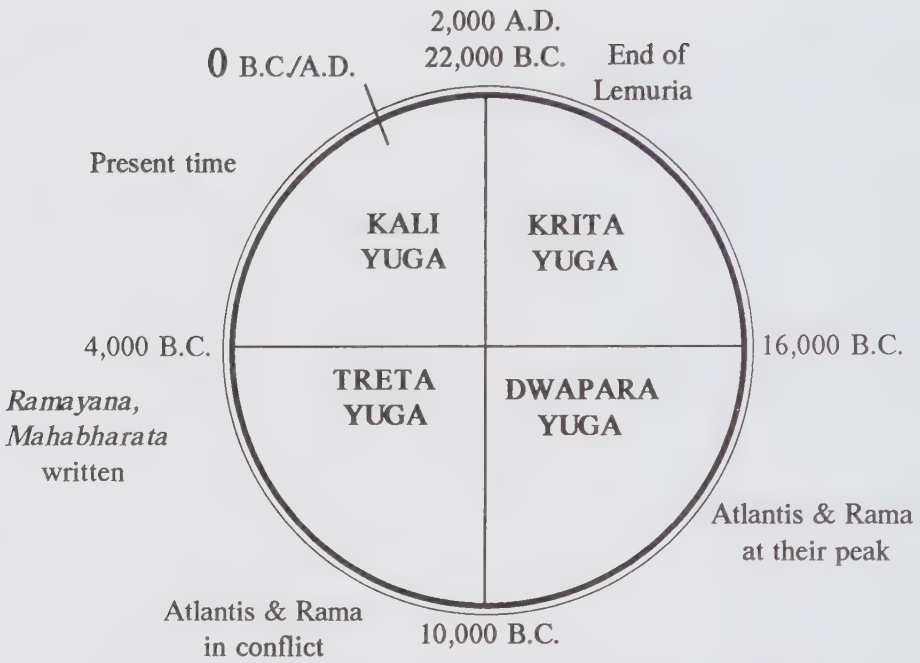 2,000 A.D.
22,000 B.C.
0 B.C./A.D.
End of
Lemuria
Present time
KALI
YUGA
KRITA
YUGA
4,000 B.C.
16,000 B.C.
TRETA
YUGA
DWAPARA
YUGA
Ramayana,
Mahabharata
written
Atlantis & Rama
at their peak
Atlantis & Rama
in conflict
10,000 B.C.